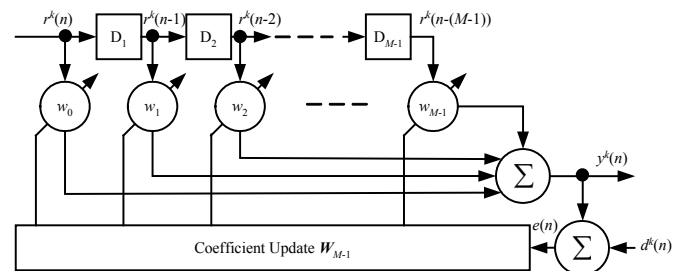 r^k(n) r^k(n-1) r^k(n-2) r^k(n-(M-1))
D_1 D_2 D_{M-1}
w_0 w_1 w_2 w_{M-1}
Σ y^k(n)
e(n)
Coefficient Update W_{M-1} Σ d^k(n)